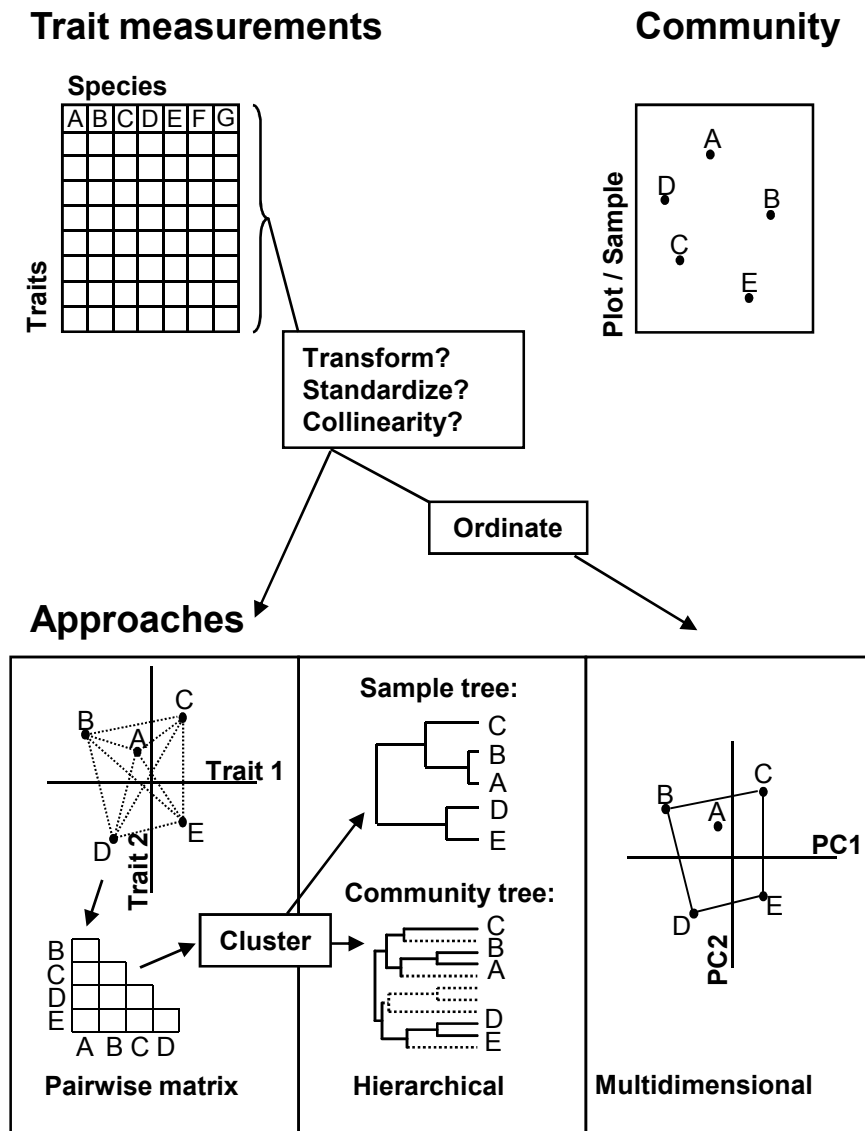 Trait measurements
Community
Species
A B C D E F G
Traits
Plot / Sample
A
D
B
C
E
Transform?
Standardize?
Collinearity?
Ordinate
Approaches
B
C
A
Trait 1
D
E
Trait 2
B
C
D
E
A B C D
Pairwise matrix
Cluster
Sample tree:
C
B
A
D
E
Community tree:
C
B
A
D
E
Hierarchical
B
C
A
PC1
D
E
PC2
Multidimensional